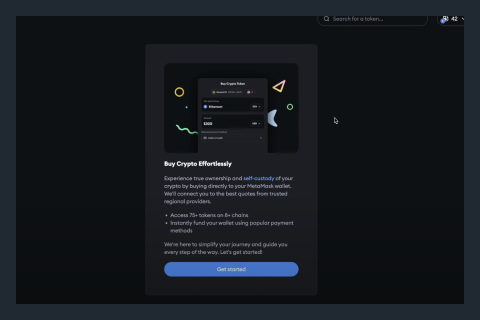 Search for a token...
42
Buy Crypto Token
Ethereum
$300
Buy Crypto Effortlessly
Experience true ownership and self-custody of your
crypto by buying directly to your MetaMask wallet.
We'll connect you to the best quotes from trusted
regional providers.
• Access 75+ tokens on 8+ chains
• Instantly fund your wallet using popular payment
methods
We're here to simplify your journey and guide you
every step of the way. Let's get started!
Get started